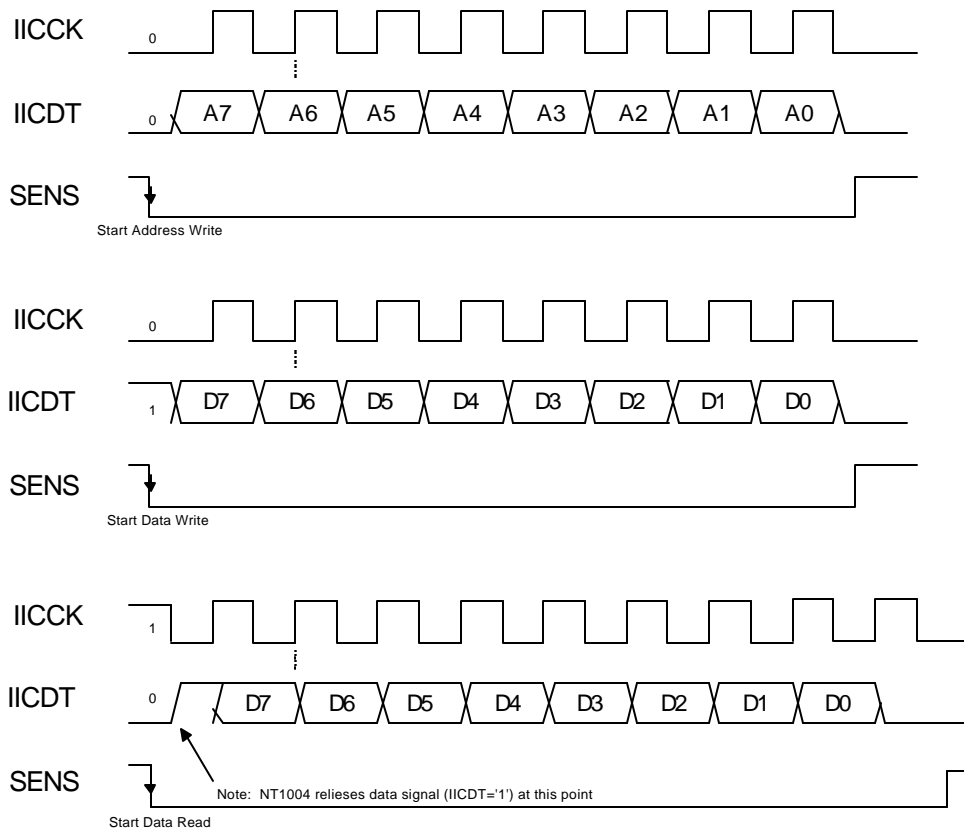 IICCK 0
IICDT 0 A7 A6 A5 A4 A3 A2 A1 A0
SENS
Start Address Write
IICCK 0
IICDT 1 D7 D6 D5 D4 D3 D2 D1 D0
SENS
Start Data Write
IICCK 1
IICDT 0 D7 D6 D5 D4 D3 D2 D1 D0
SENS
Note: NT1004 relieses data signal (IICDT='1') at this point
Start Data Read